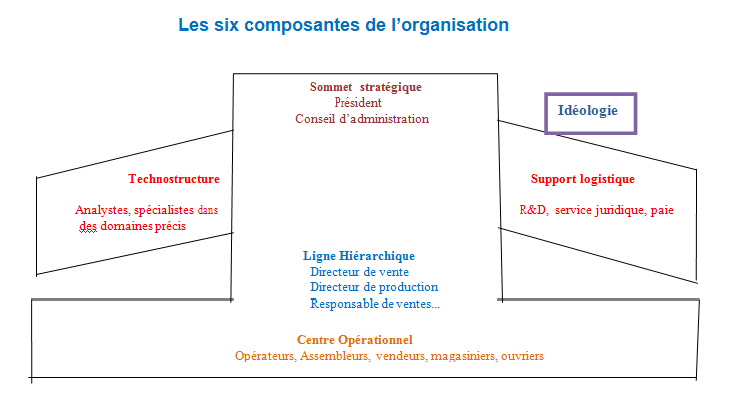 Les six composantes de l'organisation
Sommet stratégique
Président
Conseil d'administration
Idéologie
Technostructure
Analystes, spécialistes dans
des domaines précis
Support logistique
R&D, service juridique, paie
Ligne Hiérarchique
Directeur de vente
Directeur de production
Responsable de ventes...
Centre Opérationnel
Opérateurs, Assembleurs, vendeurs, magasiniers, ouvriers